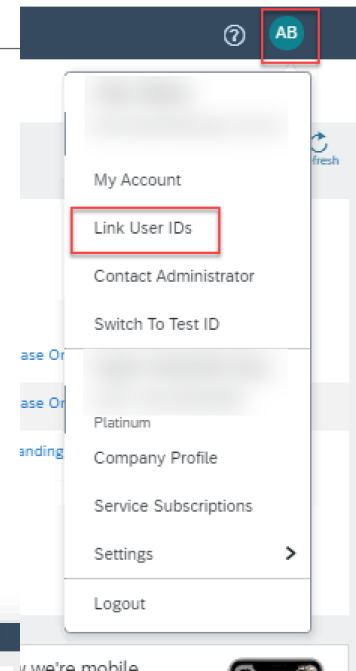 AB
fresh
My Account
Link User IDs
Contact Administrator
Switch To Test ID
ase Or
ase Or
Platinum
anding
Company Profile
Service Subscriptions
Settings
Logout
we're mobile